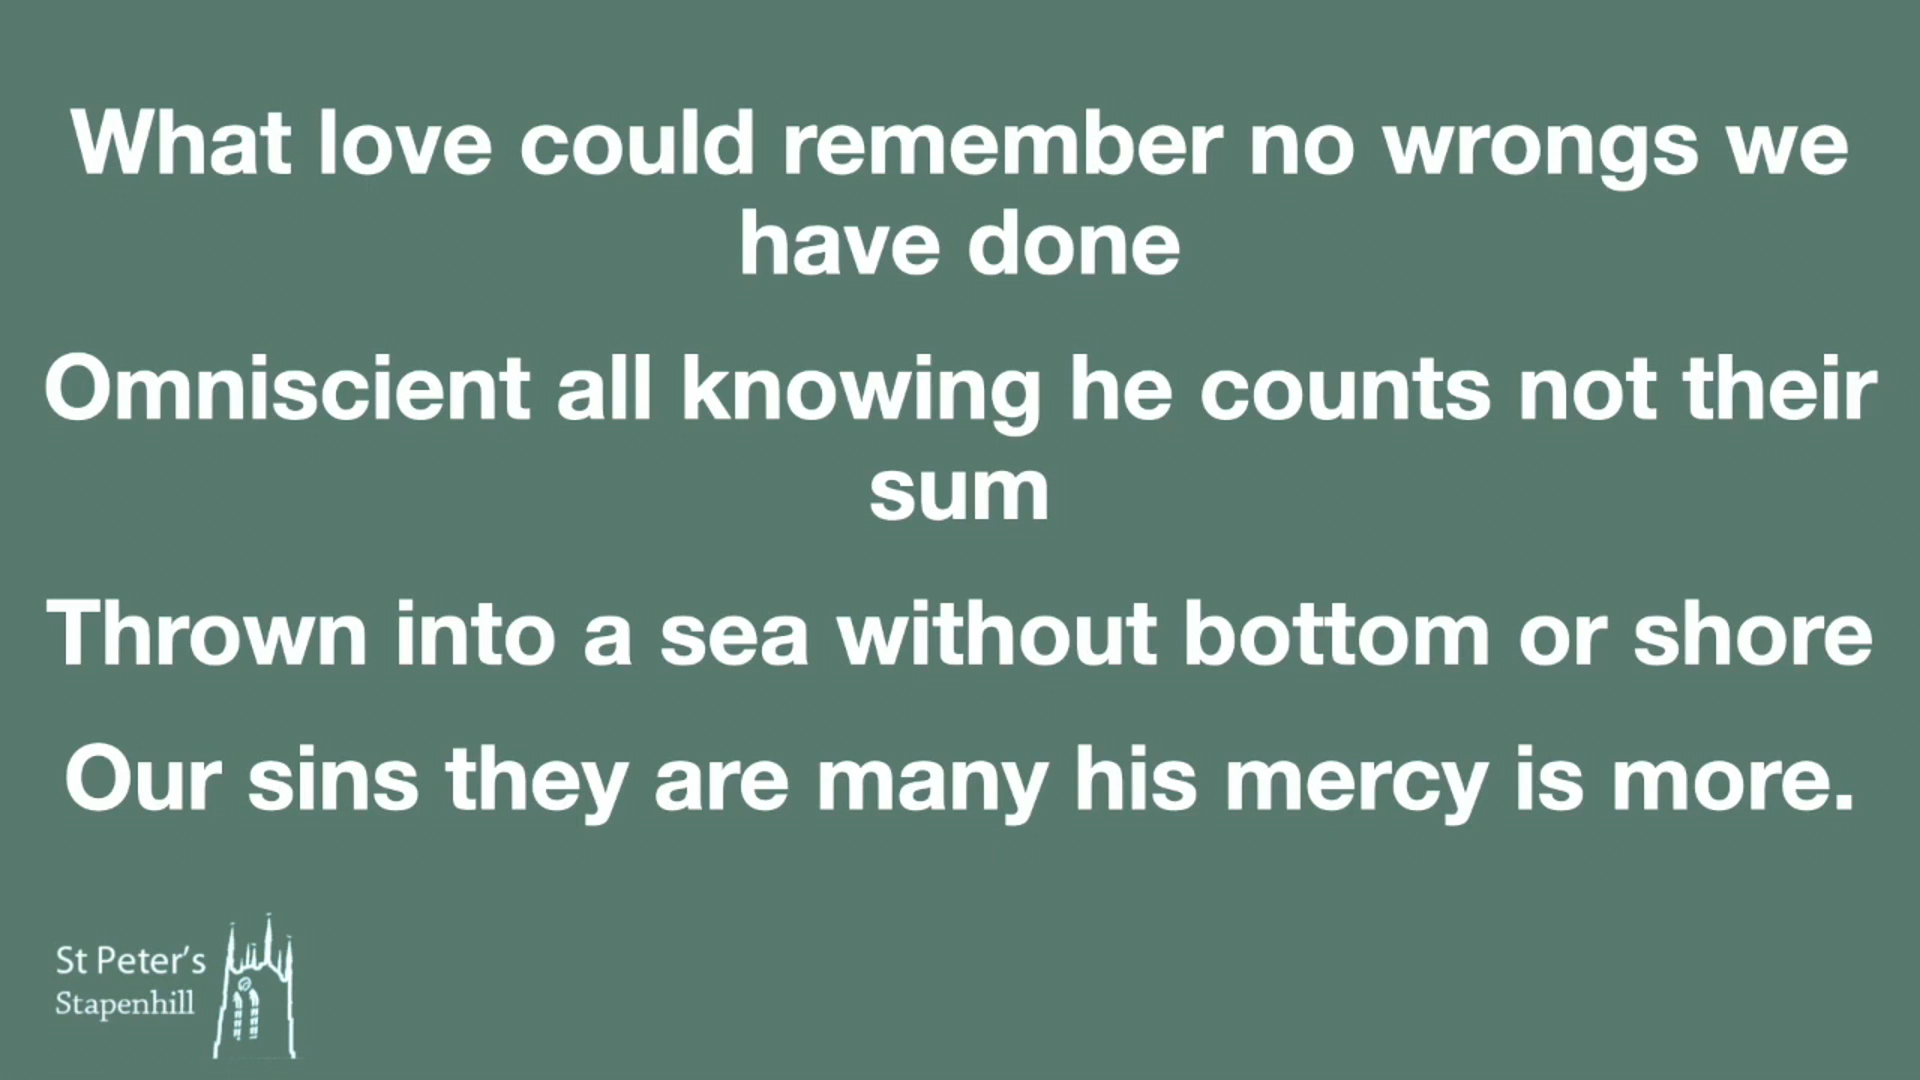 What love could remember no wrongs we
have done
Omniscient all knowing he counts not their
sum
Thrown into a sea without bottom or shore
Our sins they are many his mercy is more.
St Peter's
Stapenhill